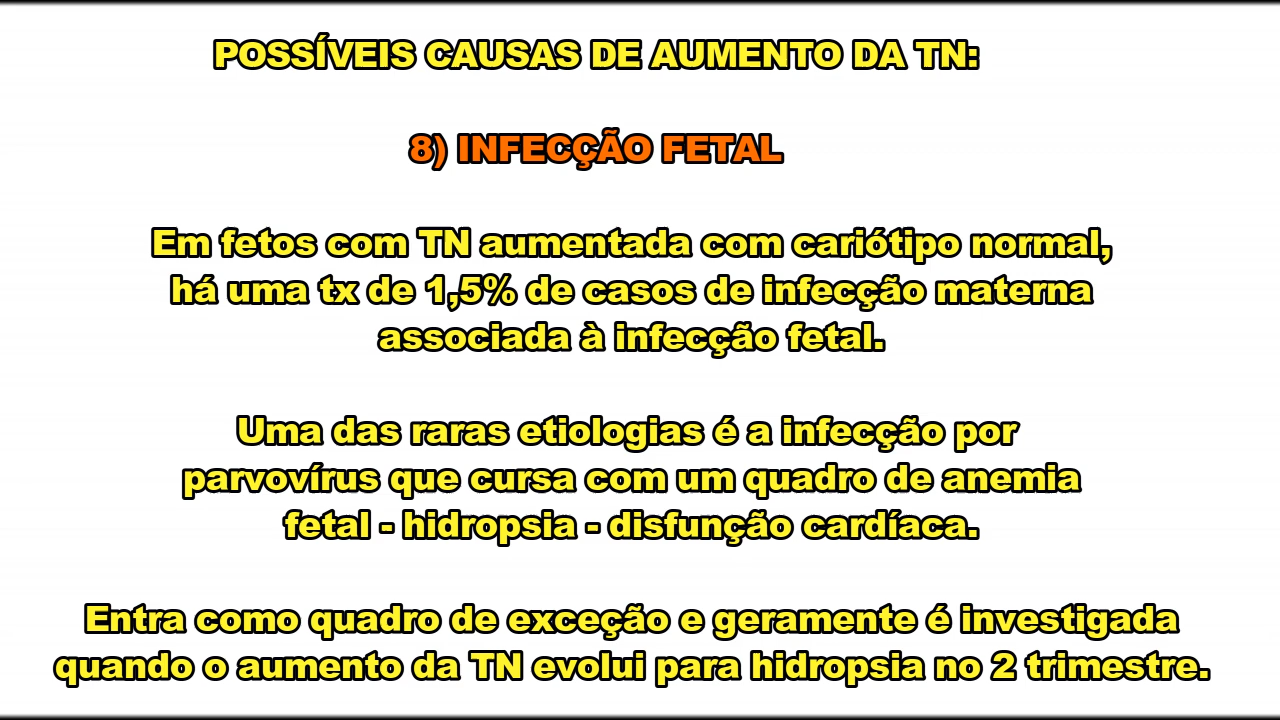 POSSÍVEIS CAUSAS DE AUMENTO DA TN:
8) INFECÇÃO FETAL
Em fetos com TN aumentada com cariótipo normal,
há uma tx de 1,5% de casos de infecção materna
associada à infecção fetal.
Uma das raras etiologias é a infecção por
parvovírus que cursa com um quadro de anemia
fetal - hidropsia - disfunção cardíaca.
Entra como quadro de exceção e geramente é investigada
quando o aumento da TN evolui para hidropsia no 2 trimestre.